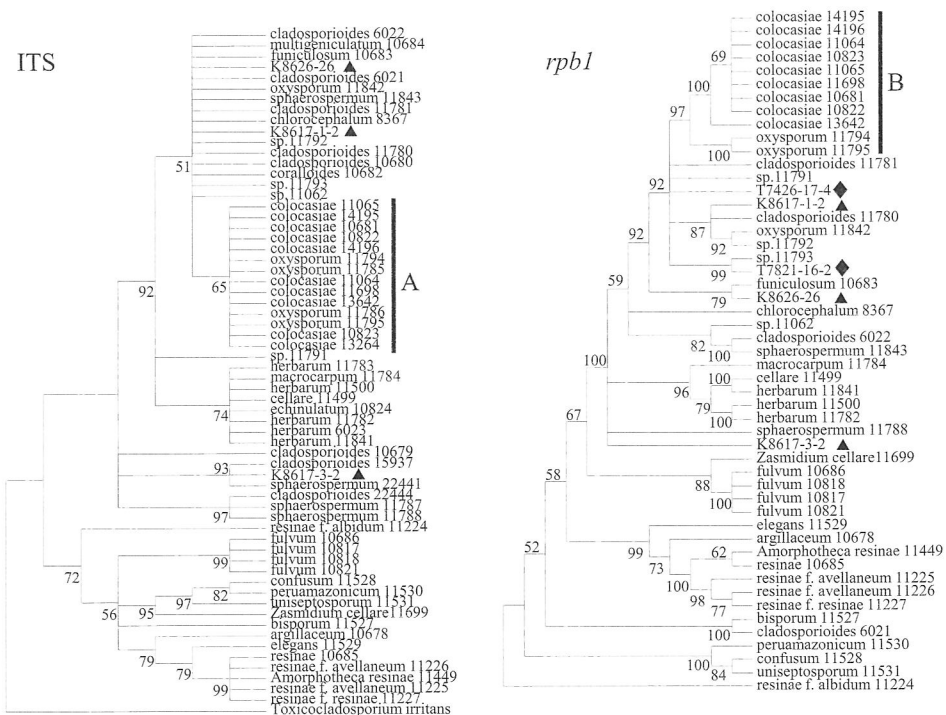 ITS
cladosporioides 6022
multigeniculatum 10684
funiculosum 10683
K8626-26
cladosporioides 6021
oxysporum 11842
sphaerospermum 11843
cladosporioides 11781
chlorocephalum 8367
K8617-1-2
sp.11792
cladosporioides 11780
cladosporioides 10680
coralloides 10682
sp.11793
sp.11062
51
colocasiae 11065
colocasiae 14195
colocasiae 10681
colocasiae 10822
colocasiae 14196
oxysporum 11794
oxysporum 11785
colocasiae 11064
colocasiae 11698
colocasiae 13642
oxysporum 11786
oxysporum 11795
colocasiae 10823
colocasiae 13264
A
65
92
sp.11791
herbarum 11783
macrocarpum 11784
herbarum 11500
cellare 11499
echinulatum 10824
herbarum 11782
herbarum 6023
herbarum 11841
74
cladosporioides 10679
cladosporioides 15937
K8617-3-2
sphaerospermum 22441
93
cladosporioides 22444
sphaerospermum 11787
sphaerospermum 11788
97
resinae f. albidum 11224
fulvum 10686
fulvum 10817
fulvum 10818
fulvum 10821
99
72
confusum 11528
peruamazonicum 11530
uniseptosporum 11531
82
97
Zasmidium cellare11699
95
56
bisporum 11527
argillaceum 10678
elegans 11529
79
resinae 10685
resinae f. avellaneum 11226
Amorphotheca resinae 11449
resinae f. avellaneum 11225
resinae f. resinae 11227
79
99
Toxicocladosporium irritans
rpb1
colocasiae 14195
colocasiae 14196
colocasiae 11064
colocasiae 10823
colocasiae 11065
colocasiae 11698
colocasiae 10681
colocasiae 10822
colocasiae 13642
oxysporum 11794
oxysporum 11795
B
69
100
97
100
cladosporioides 11781
sp.11791
T7426-17-4
92
K8617-1-2
cladosporioides 11780
oxysporum 11842
sp.11792
87
92
sp.11793
T7821-16-2
99
92
funiculosum 10683
K8626-26
79
59
chlorocephalum 8367
sp.11062
cladosporioides 6022
sphaerospermum 11843
82
100
macrocarpum 11784
cellare 11499
herbarum 11841
herbarum 11500
herbarum 11782
100
96
79
100
100
sphaerospermum 11788
K8617-3-2
67
Zasmidium cellare11699
fulvum 10686
fulvum 10818
fulvum 10817
fulvum 10821
88
100
58
elegans 11529
argillaceum 10678
Amorphotheca resinae 11449
resinae 10685
resinae f. avellaneum 11225
resinae f. avellaneum 11226
resinae f. resinae 11227
99
62
73
100
98
77
52
bisporum 11527
cladosporioides 6021
100
peruamazonicum 11530
confusum 11528
uniseptosporum 11531
100
84
resinae f. albidum 11224